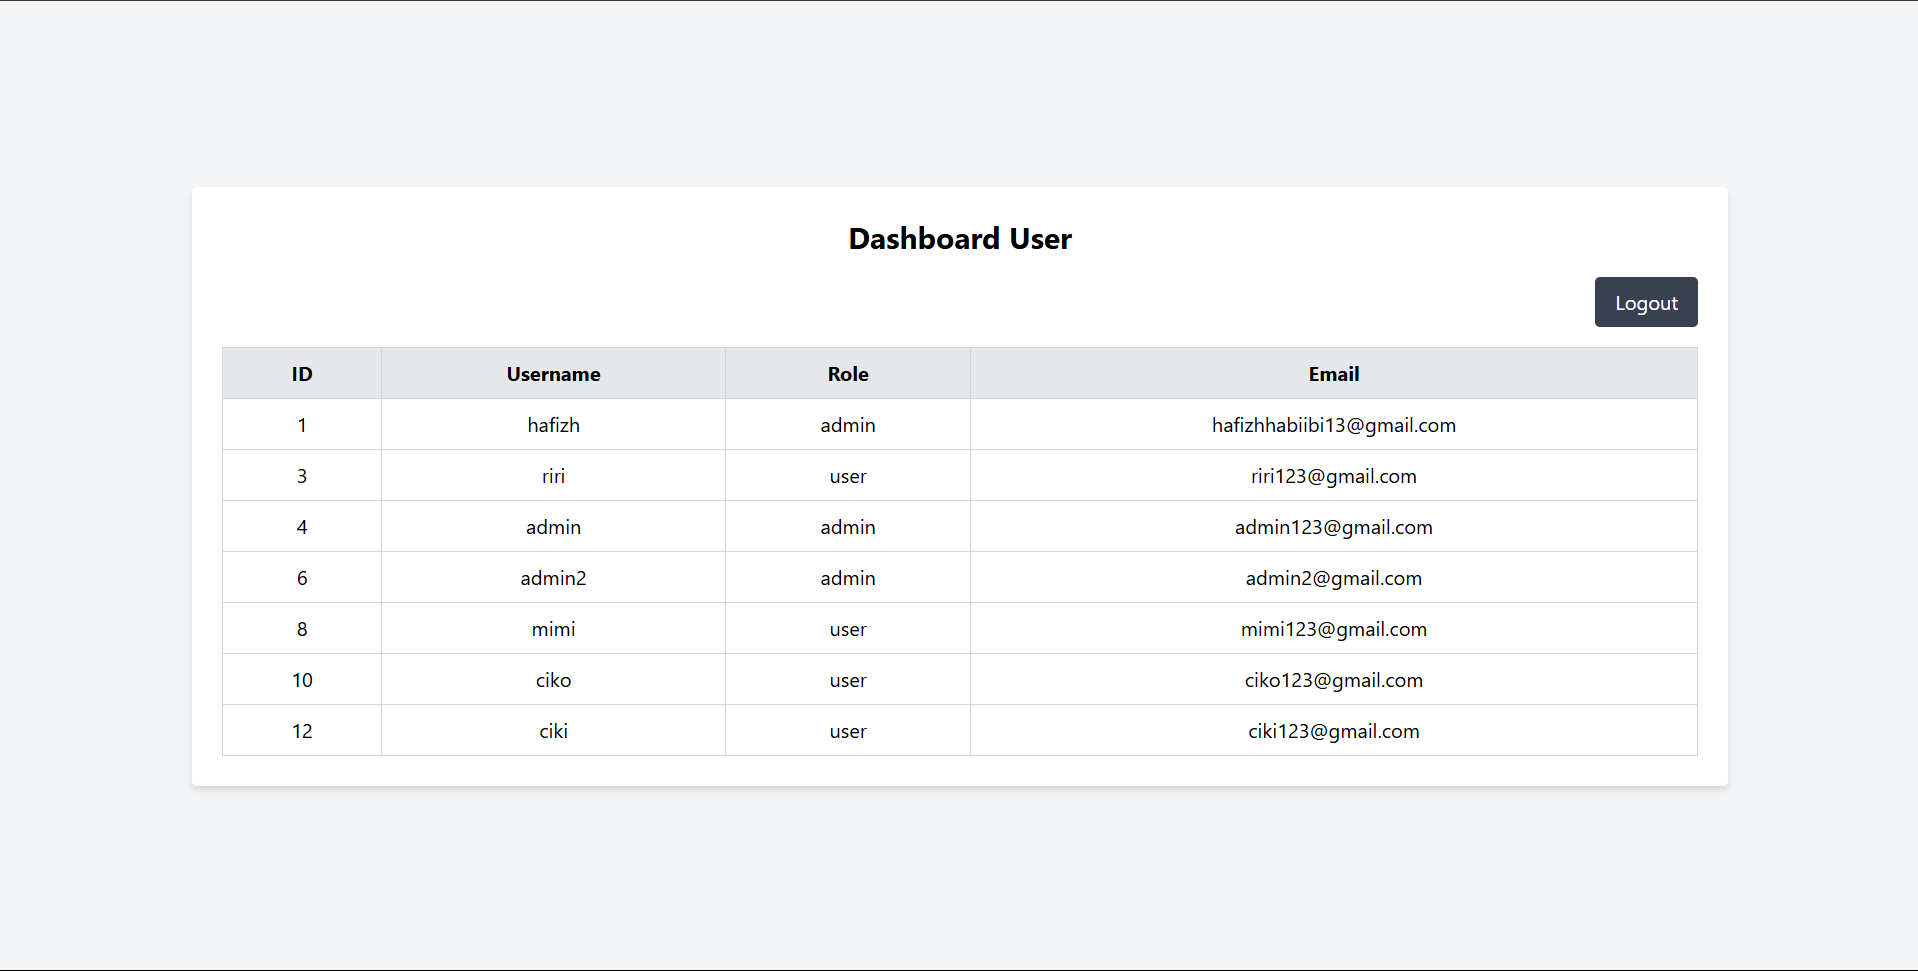 Dashboard User
Logout
ID Username Role Email
1 hafizh admin hafizhhabiibi13@gmail.com
3 riri user riri123@gmail.com
4 admin admin admin123@gmail.com
6 admin2 admin admin2@gmail.com
8 mimi user mimi123@gmail.com
10 ciko user ciko123@gmail.com
12 ciki user ciki123@gmail.com